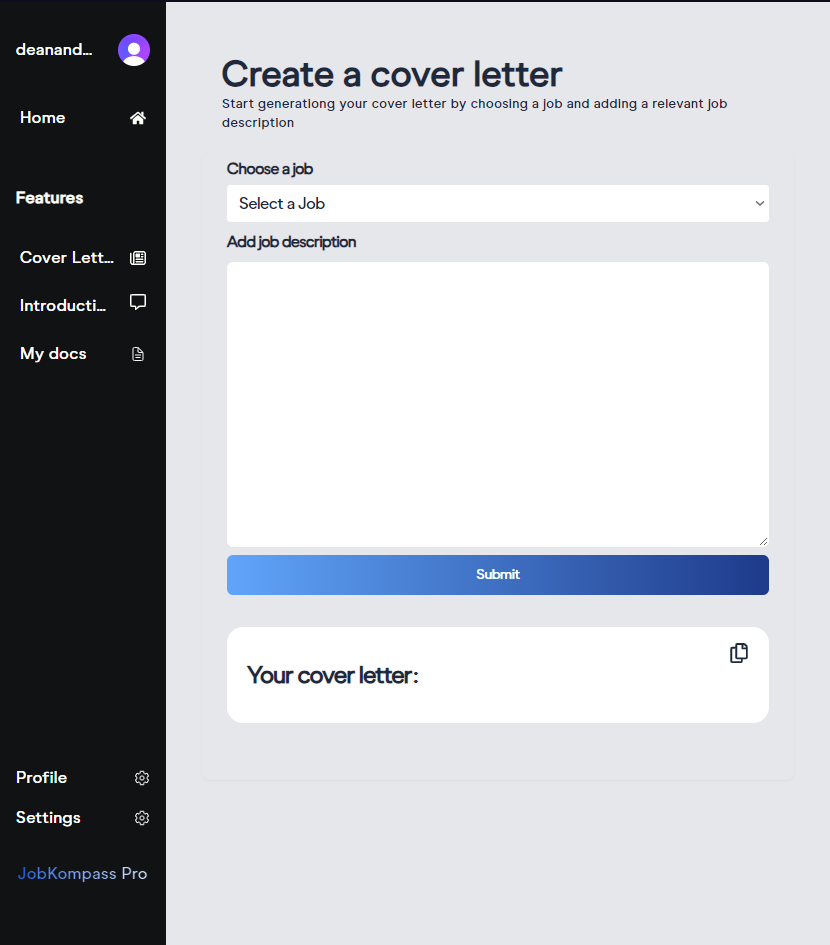 deanand...
Home
Features
Cover Lett...
Introducti...
My docs
Profile
Settings
JobKompass Pro
Create a cover letter
Start generationg your cover letter by choosing a job and adding a relevant job
description
Choose a job
Select a Job
Add job description
Submit
Your cover letter: